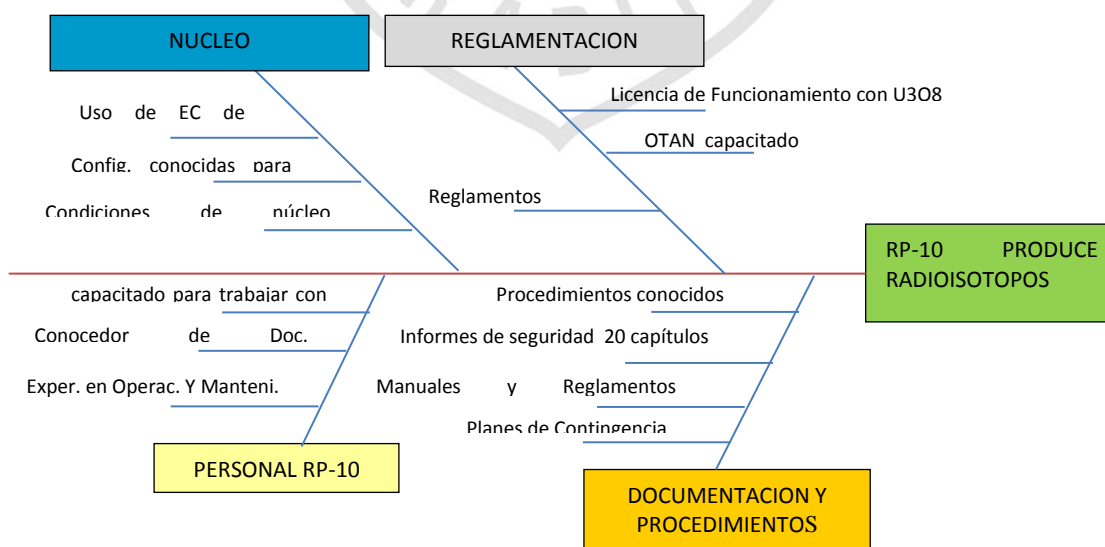 NUCLEO
REGLAMENTACION
Uso de EC de
Config. conocidas para
Condiciones de núcleo
Licencia de Funcionamiento con U3O8
OTAN capacitado
Reglamentos
RP-10 PRODUCE
RADIOISOTOPOS
capacitado para trabajar con
Conocedor de Doc.
Exper. en Operac. Y Manteni.
Procedimientos conocidos
Informes de seguridad 20 capítulos
Manuales y Reglamentos
Planes de Contingencia
PERSONAL RP-10
DOCUMENTACION Y
PROCEDIMIENTOS